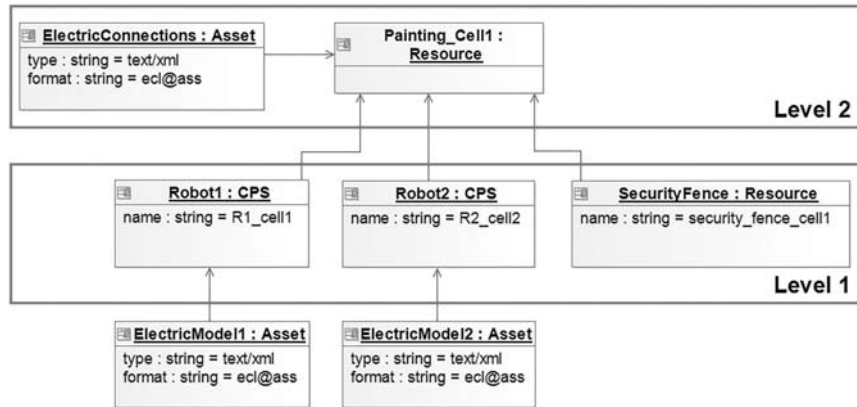 ElectricConnections : Asset
type : string = text/xml
format : string = ecl@ass
Painting_Cell1 :
Resource
Level 2
Robot1 : CPS
name : string = R1_cell1
Robot2 : CPS
name : string = R2_cell2
SecurityFence : Resource
name : string = security_fence_cell1
Level 1
ElectricModel1 : Asset
type : string = text/xml
format : string = ecl@ass
ElectricModel2 : Asset
type : string = text/xml
format : string = ecl@ass